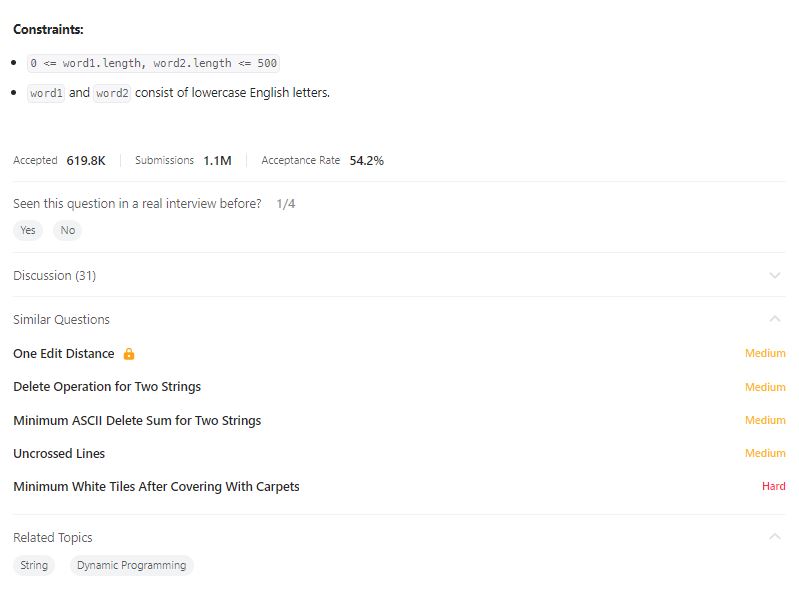 Constraints:
0 <= word1.length, word2.length <= 500
word1 and word2 consist of lowercase English letters.
Accepted 619.8K Submissions 1.1M Acceptance Rate 54.2%
Seen this question in a real interview before? 1/4
Yes No
Discussion (31)
Similar Questions
One Edit Distance Medium
Delete Operation for Two Strings Medium
Minimum ASCII Delete Sum for Two Strings Medium
Uncrossed Lines Medium
Minimum White Tiles After Covering With Carpets Hard
Related Topics
String Dynamic Programming